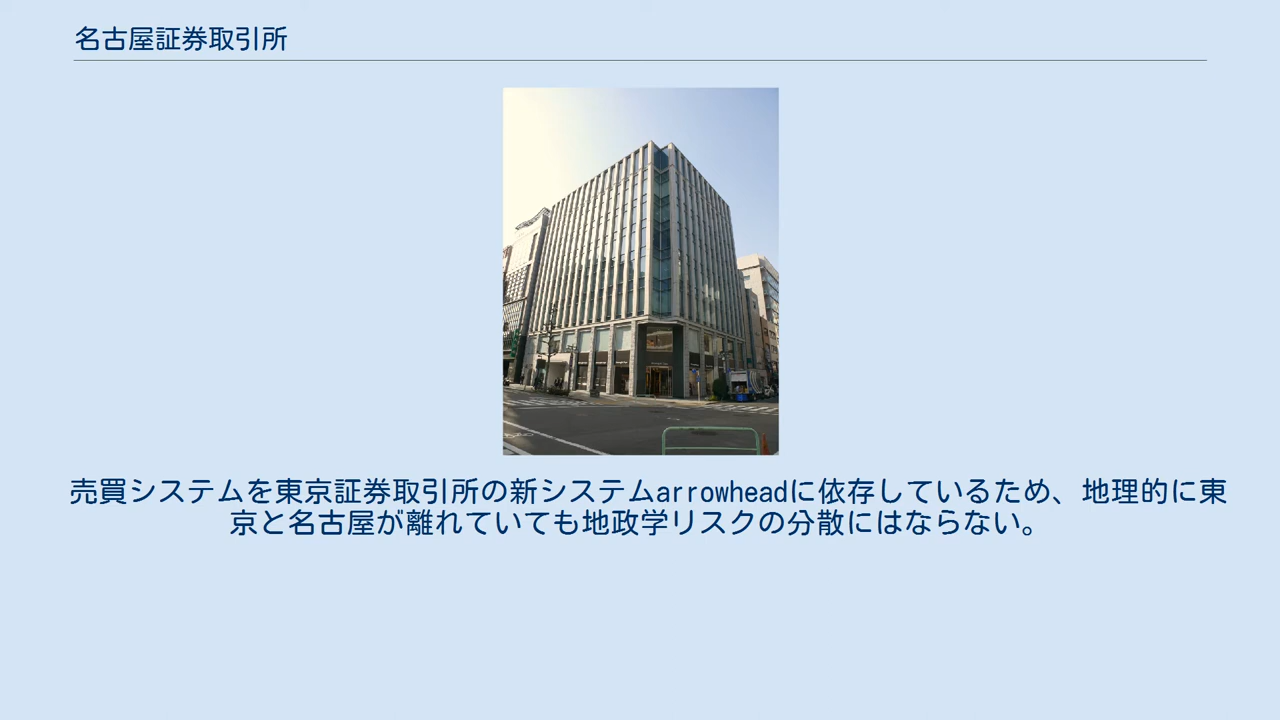 名古屋証券取引所
売買システムを東京証券取引所の新システムarrowheadに依存しているため、地理的に東
京と名古屋が離れていても地政学リスクの分散にはならない。